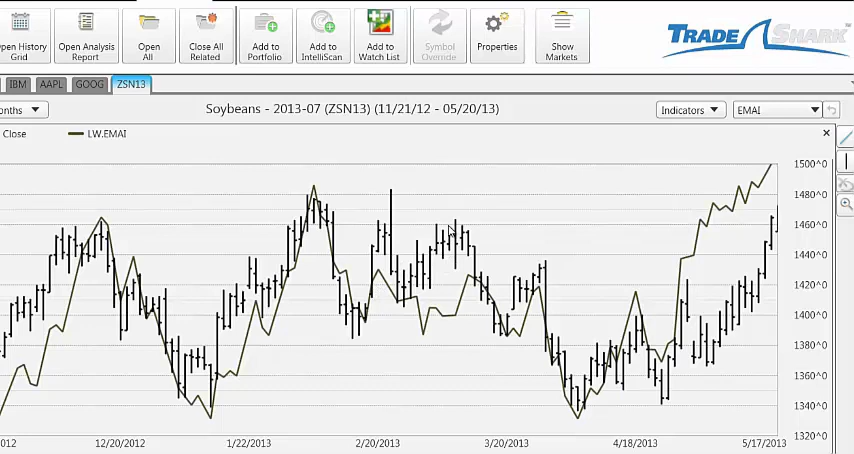 pen History Grid
Open Analysis Report
Open All
Close All Related
Add to Portfolio
Add to IntelliScan
Add to Watch List
Symbol Override
Properties
Show Markets
TRADE SHARK
IBM AAPL GOOG ZSN13
onths
Soybeans - 2013-07 (ZSN13) (11/21/12 - 05/20/13)
Indicators
EMAI
Close
LW.EMAI
1500^0
1480^0
1460^0
1440^0
1420^0
1400^0
1380^0
1360^0
1340^0
1320^0
012 12/20/2012 1/22/2013 2/20/2013 3/20/2013 4/18/2013 5/17/2013